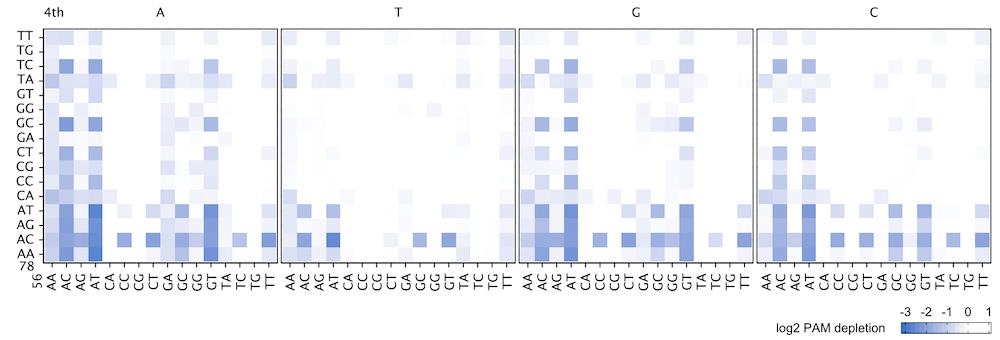 4th
A
T
G
C
TT
TG
TC
TA
GT
GG
GC
GA
CT
CG
CC
CA
AT
AG
AC
AA
78
56
AA AC AG AT CA CC CG CT GA GC GG GT TA TC TG TT
AA AC AG AT CA CC CG CT GA GC GG GT TA TC TG TT
AA AC AG AT CA CC CG CT GA GC GG GT TA TC TG TT
AA AC AG AT CA CC CG CT GA GC GG GT TA TC TG TT
log2 PAM depletion
-3 -2 -1 0 1